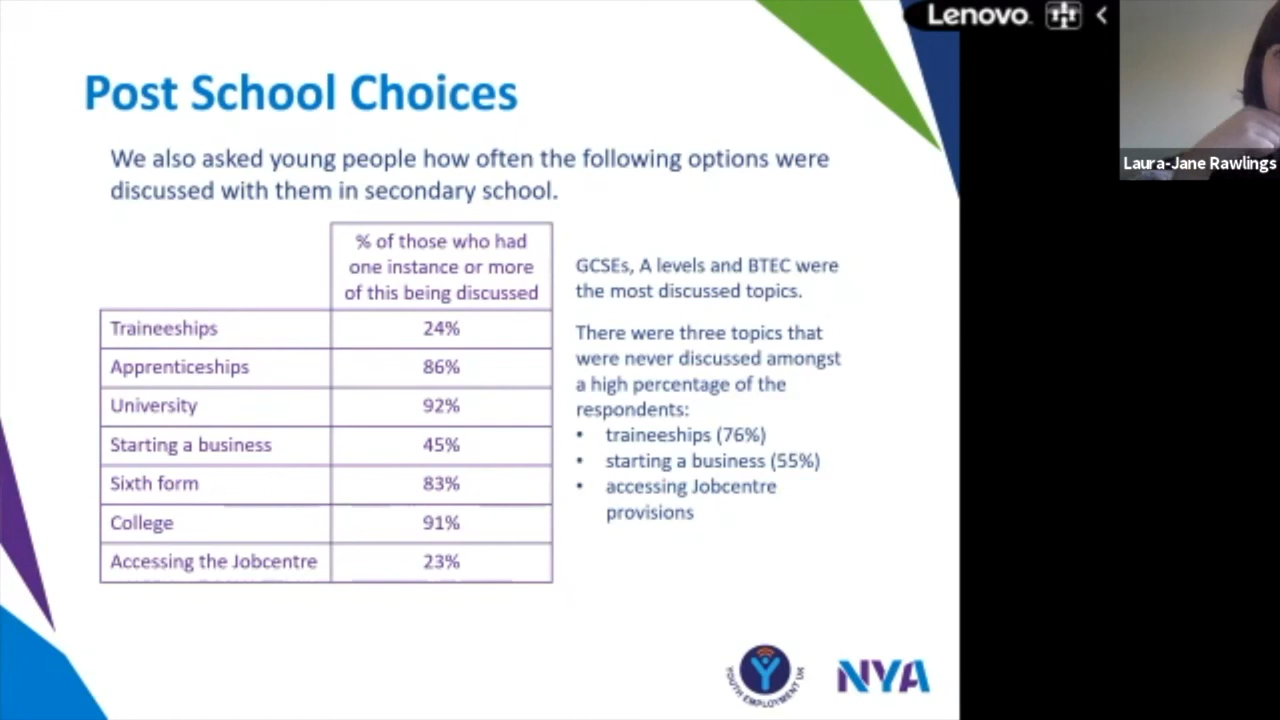 Lenovo
Post School Choices
Laura-Jane Rawlings
We also asked young people how often the following options were
discussed with them in secondary school.
% of those who had
one instance or more
of this being discussed
Traineeships 24%
Apprenticeships 86%
University 92%
Starting a business 45%
Sixth form 83%
College 91%
Accessing the Jobcentre 23%
GCSEs, A levels and BTEC were
the most discussed topics.
There were three topics that
were never discussed amongst
a high percentage of the
respondents:
• traineeships (76%)
• starting a business (55%)
• accessing Jobcentre
provisions
YOUTH EMPLOYMENT UK
NYA